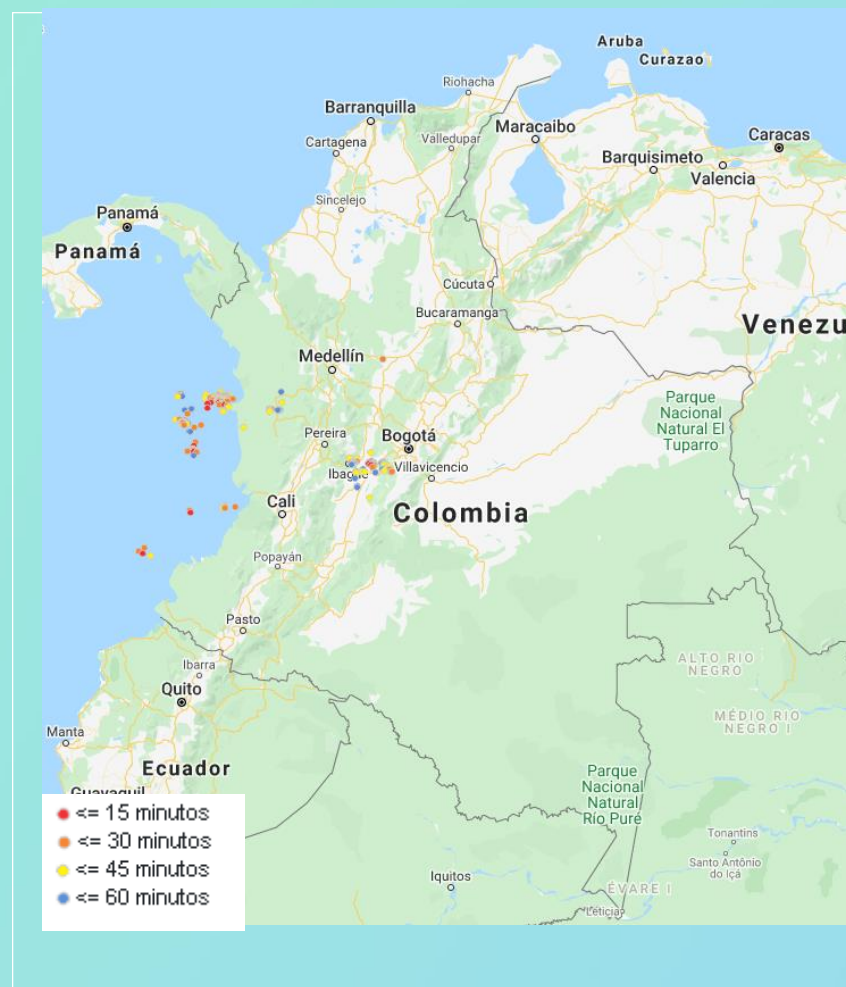 Aruba
Curazao
Riohacha
Barranquilla
Maracaibo
Caracas
Cartagena
Valledupar
Barquisimeto
Valencia
Sincelejo
Panamá
Panamá
Cúcuta
Bucaramanga
Venezu
Medellín
Parque
Nacional
Natural El
Tuparro
Pereira
Bogotá
Ibagué
Villavicencio
Cali
Colombia
Popayán
Pasto
ALTO RIO
NEGRO
Ibarra
Quito
MÉDIO RIO
NEGRO I
Manta
Ecuador
Guayaquil
Parque
Nacional
Natural
Río Puré
<= 15 minutos
<= 30 minutos
<= 45 minutos
<= 60 minutos
Tonantins
Santo Antônio
do Içá
Iquitos
ÉVARE I
Leticia